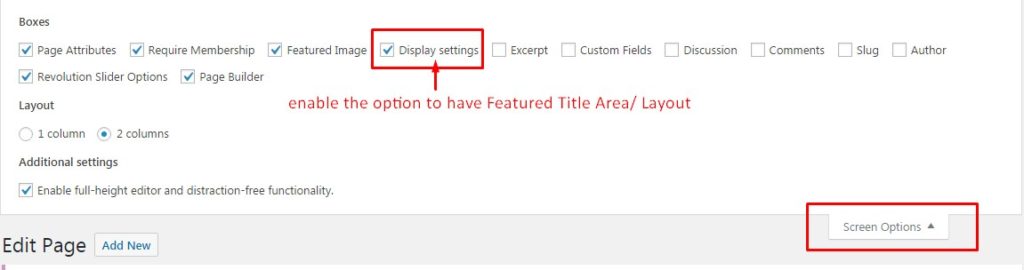 Boxes
Page Attributes Require Membership Featured Image Display settings Excerpt Custom Fields Discussion Comments Slug Author
Revolution Slider Options Page Builder
enable the option to have Featured Title Area/ Layout
Layout
1 column 2 columns
Additional settings
Enable full-height editor and distraction-free functionality.
Screen Options
Edit Page Add New